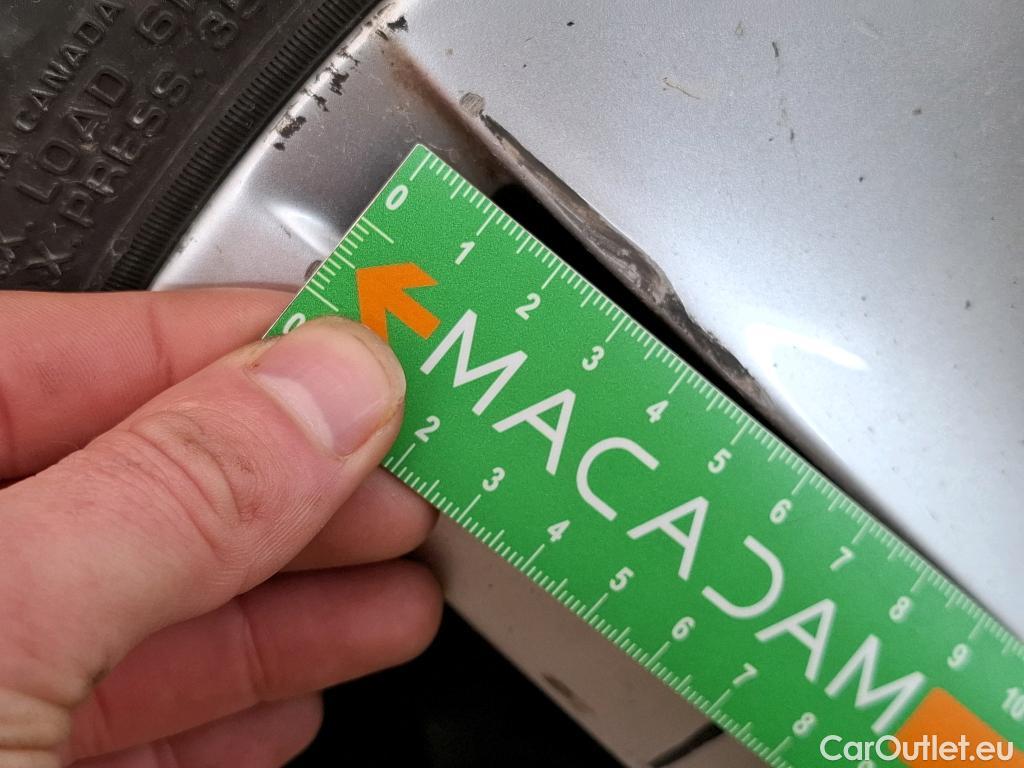 CANADA
LOAD
X. PRESS. 35
0 1 2 3 4 5 6 7 8 9 10
MACADAM
0 2 3 4 5 6 7 8
CarOutlet.eu